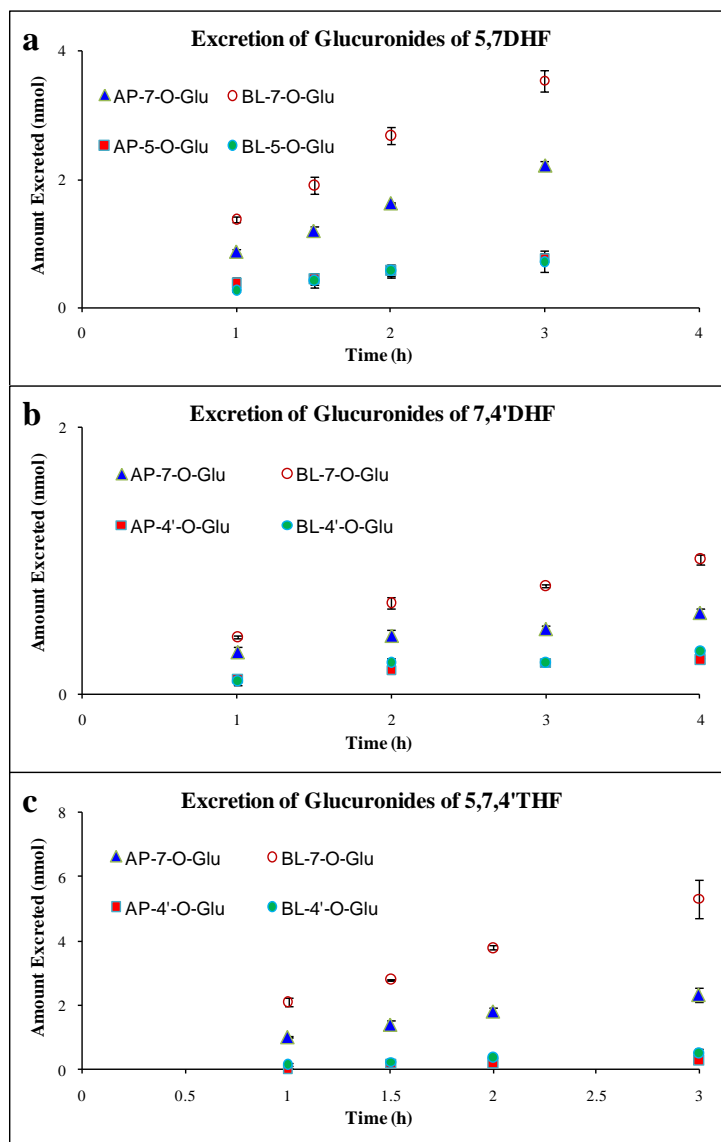 a
Excretion of Glucuronides of 5,7DHF
4
AP-7-O-Glu BL-7-O-Glu
AP-5-O-Glu BL-5-O-Glu
2
0
Amount Excreted (nmol)
0 1 2 3 4
Time (h)
b
Excretion of Glucuronides of 7,4'DHF
2
AP-7-O-Glu BL-7-O-Glu
AP-4'-O-Glu BL-4'-O-Glu
0
Amount Excreted (nmol)
0 1 2 3 4
Time (h)
c
Excretion of Glucuronides of 5,7,4'THF
8
AP-7-O-Glu BL-7-O-Glu
6
AP-4'-O-Glu BL-4'-O-Glu
4
2
0
Amount Excreted (nmol)
0 0.5 1 1.5 2 2.5 3
Time (h)